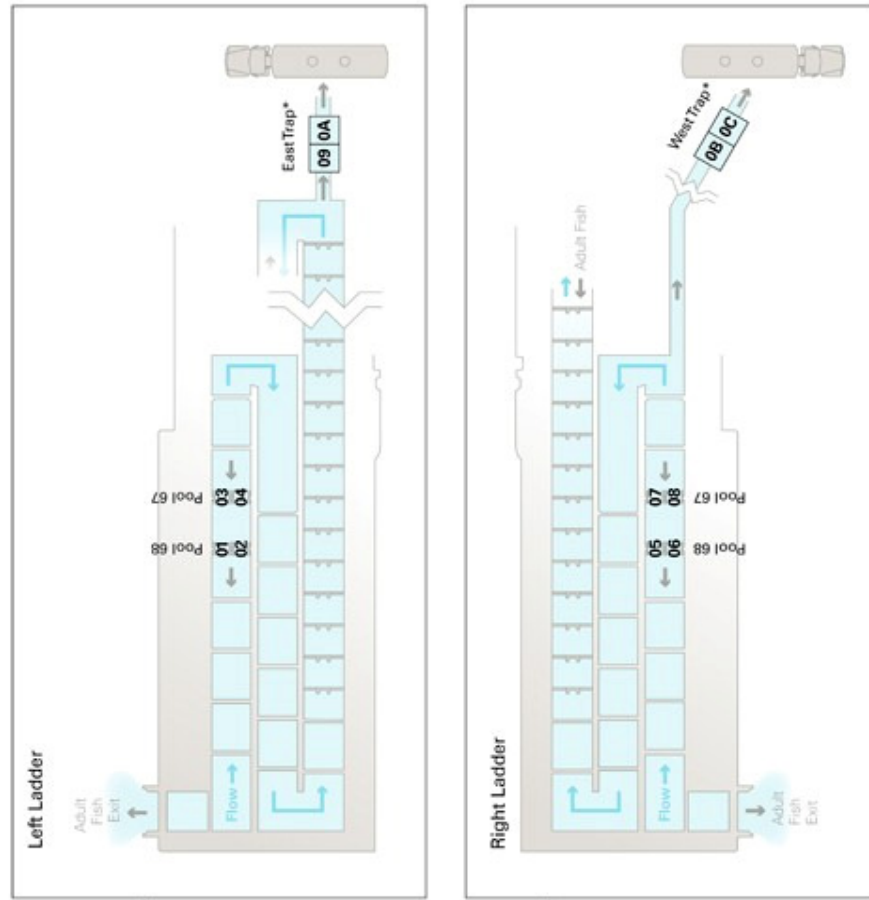 Left Ladder
Adult
Fish
Exit
Flow
Pool 68
Pool 67
01
02
03
04
East Trap*
09
0A
Right Ladder
Adult Fish
West Trap*
0B
0C
Pool 68
Pool 67
05
06
07
08
Flow
Adult
Fish
Exit